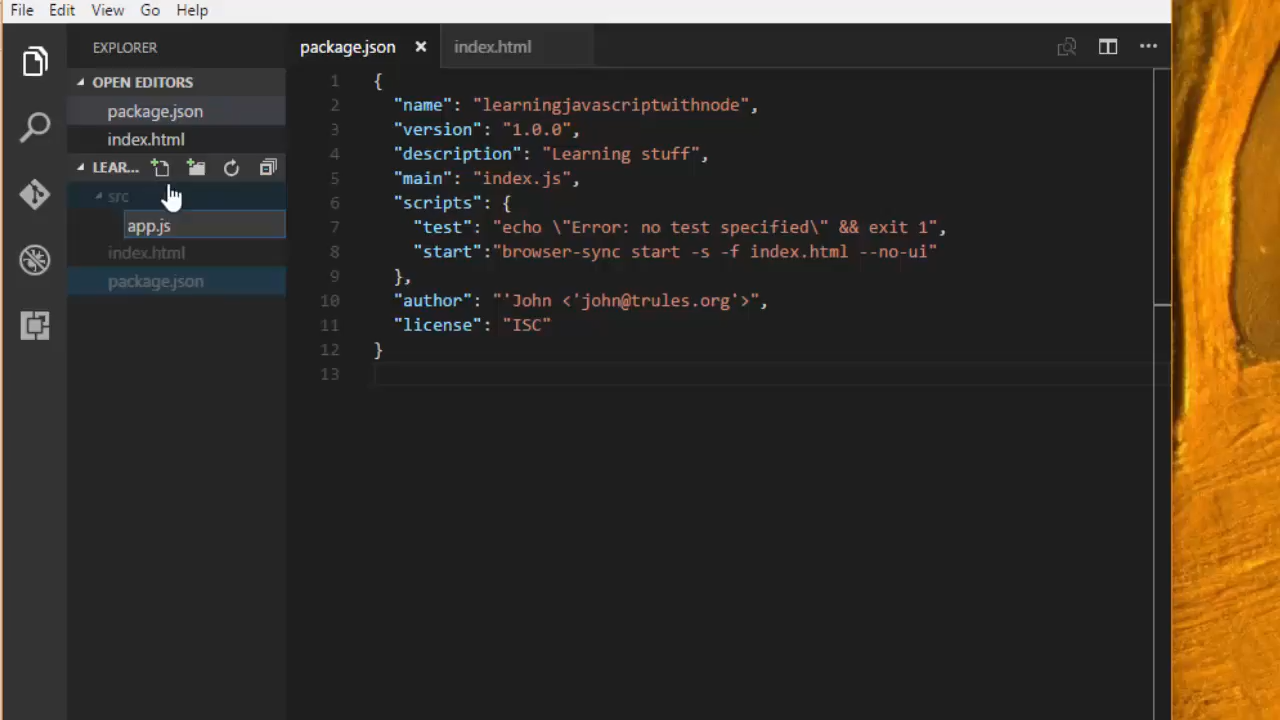 File Edit View Go Help
EXPLORER
OPEN EDITORS
package.json
index.html
LEAR...
src
app.js
index.html
package.json
package.json × index.html ...
1 {
2 "name": "learningjavascriptwithnode",
3 "version": "1.0.0",
4 "description": "Learning stuff",
5 "main": "index.js",
6 "scripts": {
7 "test": "echo \"Error: no test specified\" && exit 1",
8 "start":"browser-sync start -s -f index.html --no-ui"
9 },
10 "author": "'John <'john@trules.org'>",
11 "license": "ISC"
12 }
13